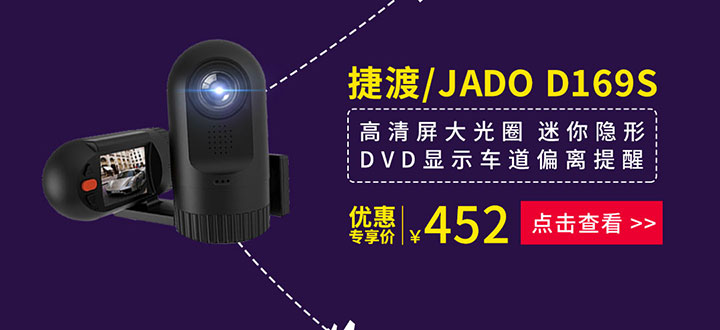 捷渡/JADO D169S
高清屏大光圈 迷你隐形
DVD显示车道偏离提醒
优惠
专享价
¥452
点击查看 >>